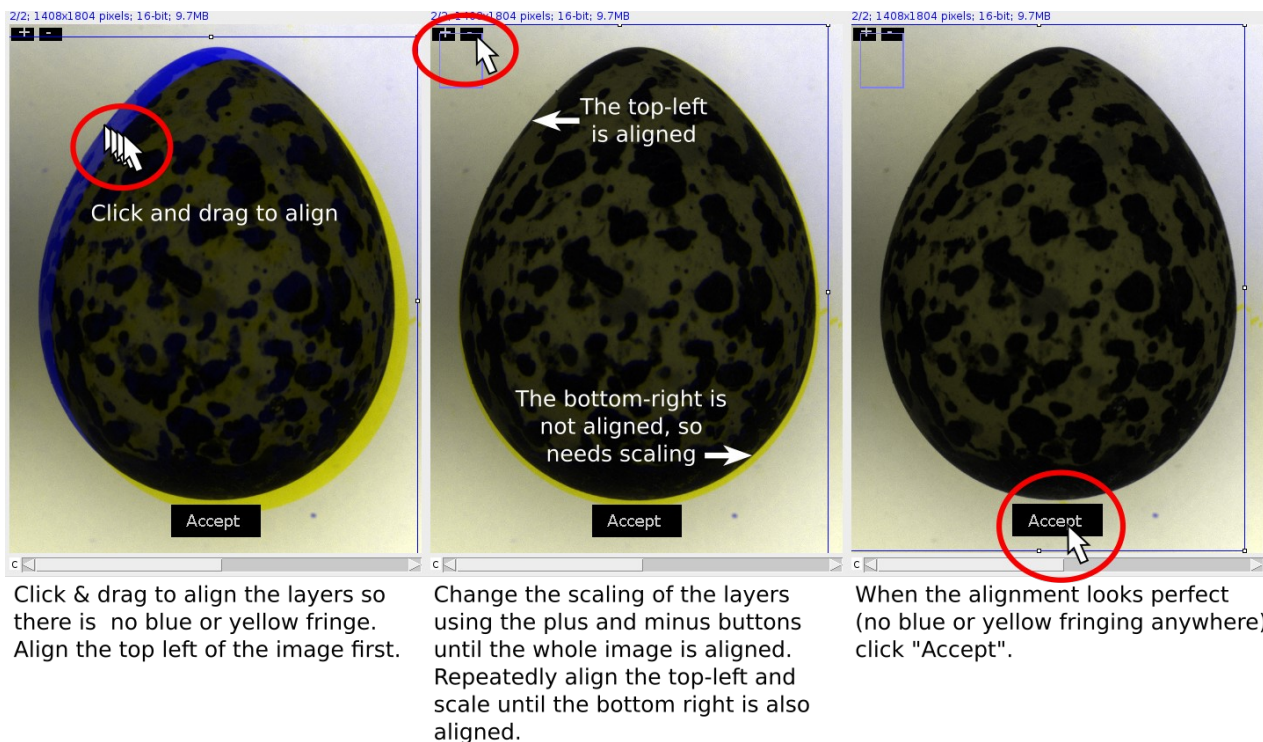 2/2; 1408x1804 pixels; 16-bit; 9.7MB
+ -
Click and drag to align
Accept
c
Click & drag to align the layers so
there is  no blue or yellow fringe.
Align the top left of the image first.
2/2; 1408x1804 pixels; 16-bit; 9.7MB
+ -
The top-left
is aligned
The bottom-right is
not aligned, so
needs scaling
Accept
c
Change the scaling of the layers
using the plus and minus buttons
until the whole image is aligned.
Repeatedly align the top-left and
scale until the bottom right is also
aligned.
2/2; 1408x1804 pixels; 16-bit; 9.7MB
+ -
Accept
c
When the alignment looks perfect
(no blue or yellow fringing anywhere)
click "Accept".